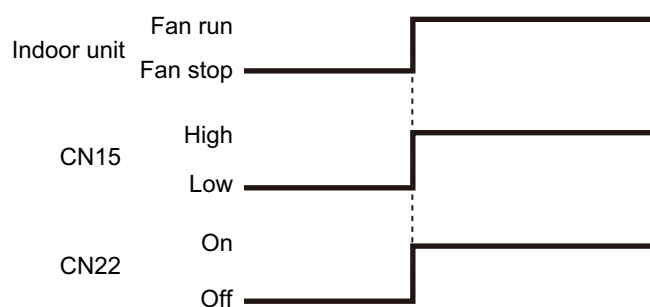 Fan run
Indoor unit
Fan stop
High
CN15
Low
On
CN22
Off